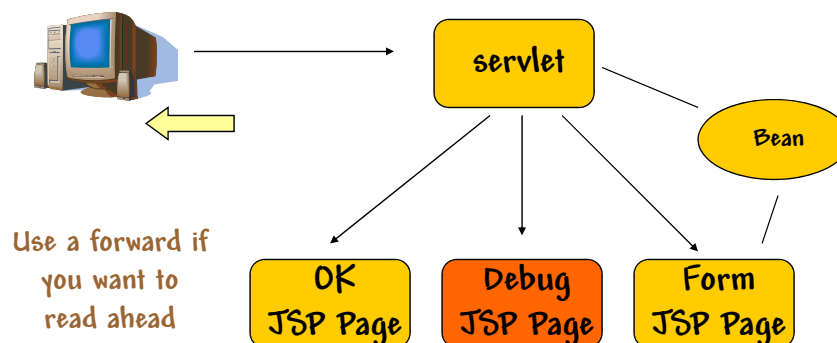 servlet
Bean
Use a forward if
you want to
read ahead
OK
JSP Page
Debug
JSP Page
Form
JSP Page